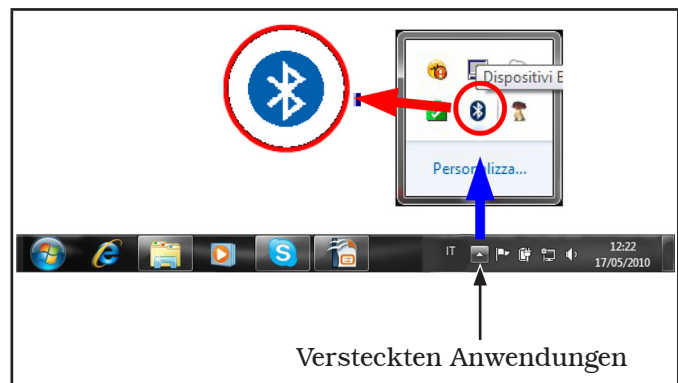 Dispositivi B
Personalizza...
IT
12:22
17/05/2010
Versteckten Anwendungen